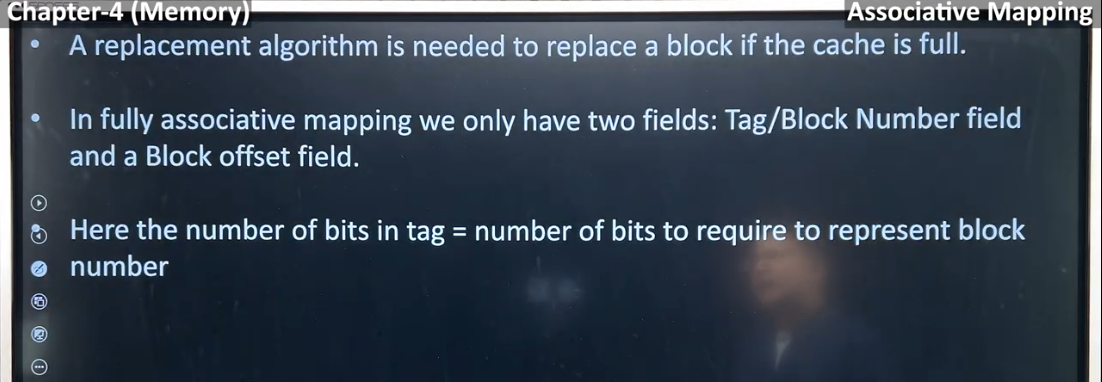 Chapter-4 (Memory)
Associative Mapping
• A replacement algorithm is needed to replace a block if the cache is full.
• In fully associative mapping we only have two fields: Tag/Block Number field
and a Block offset field.
• Here the number of bits in tag = number of bits to require to represent block
number